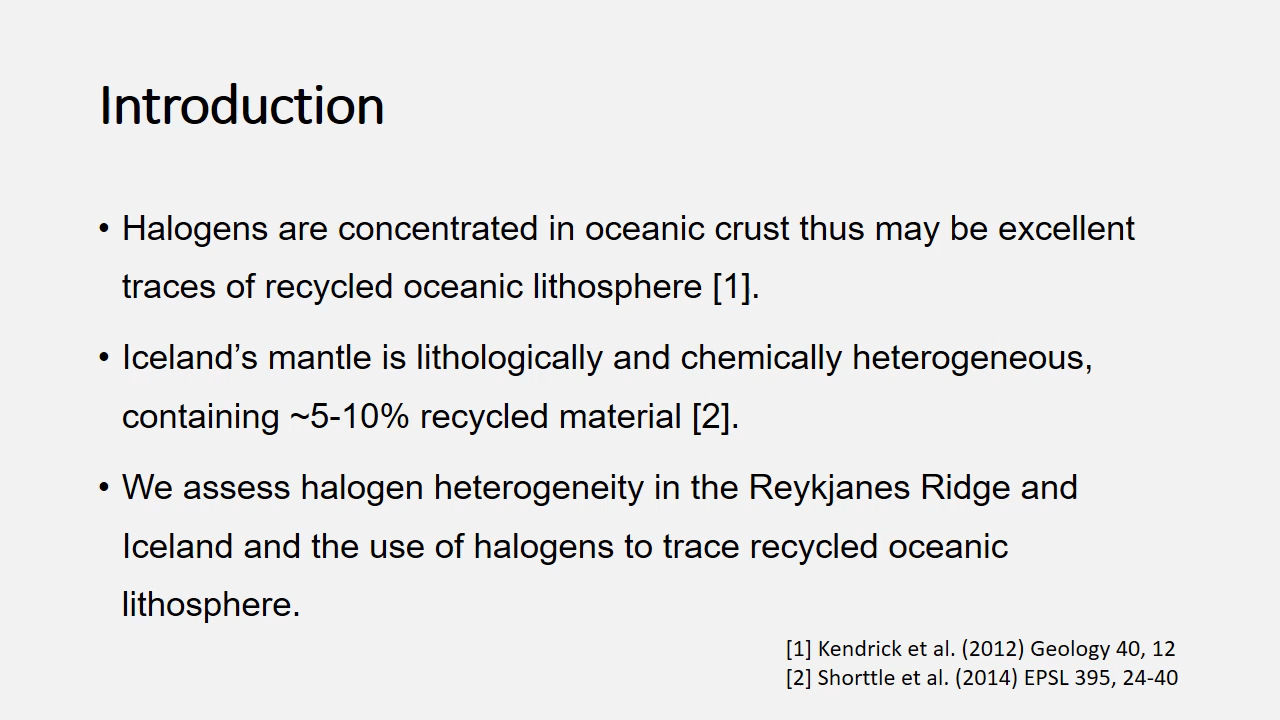 Introduction
• Halogens are concentrated in oceanic crust thus may be excellent
traces of recycled oceanic lithosphere [1].
• Iceland’s mantle is lithologically and chemically heterogeneous,
containing ~5-10% recycled material [2].
• We assess halogen heterogeneity in the Reykjanes Ridge and
Iceland and the use of halogens to trace recycled oceanic
lithosphere.
[1] Kendrick et al. (2012) Geology 40, 12
[2] Shorttle et al. (2014) EPSL 395, 24-40